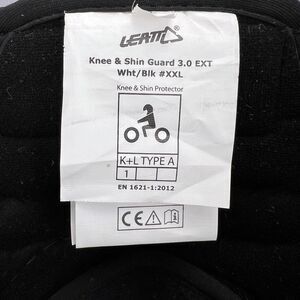 LEATT
Knee & Shin Guard 3.0 EXT
Wht/Blk #XXL
Knee & Shin Protector
K+L TYPE A
1
EN 1621-1:2012
CE